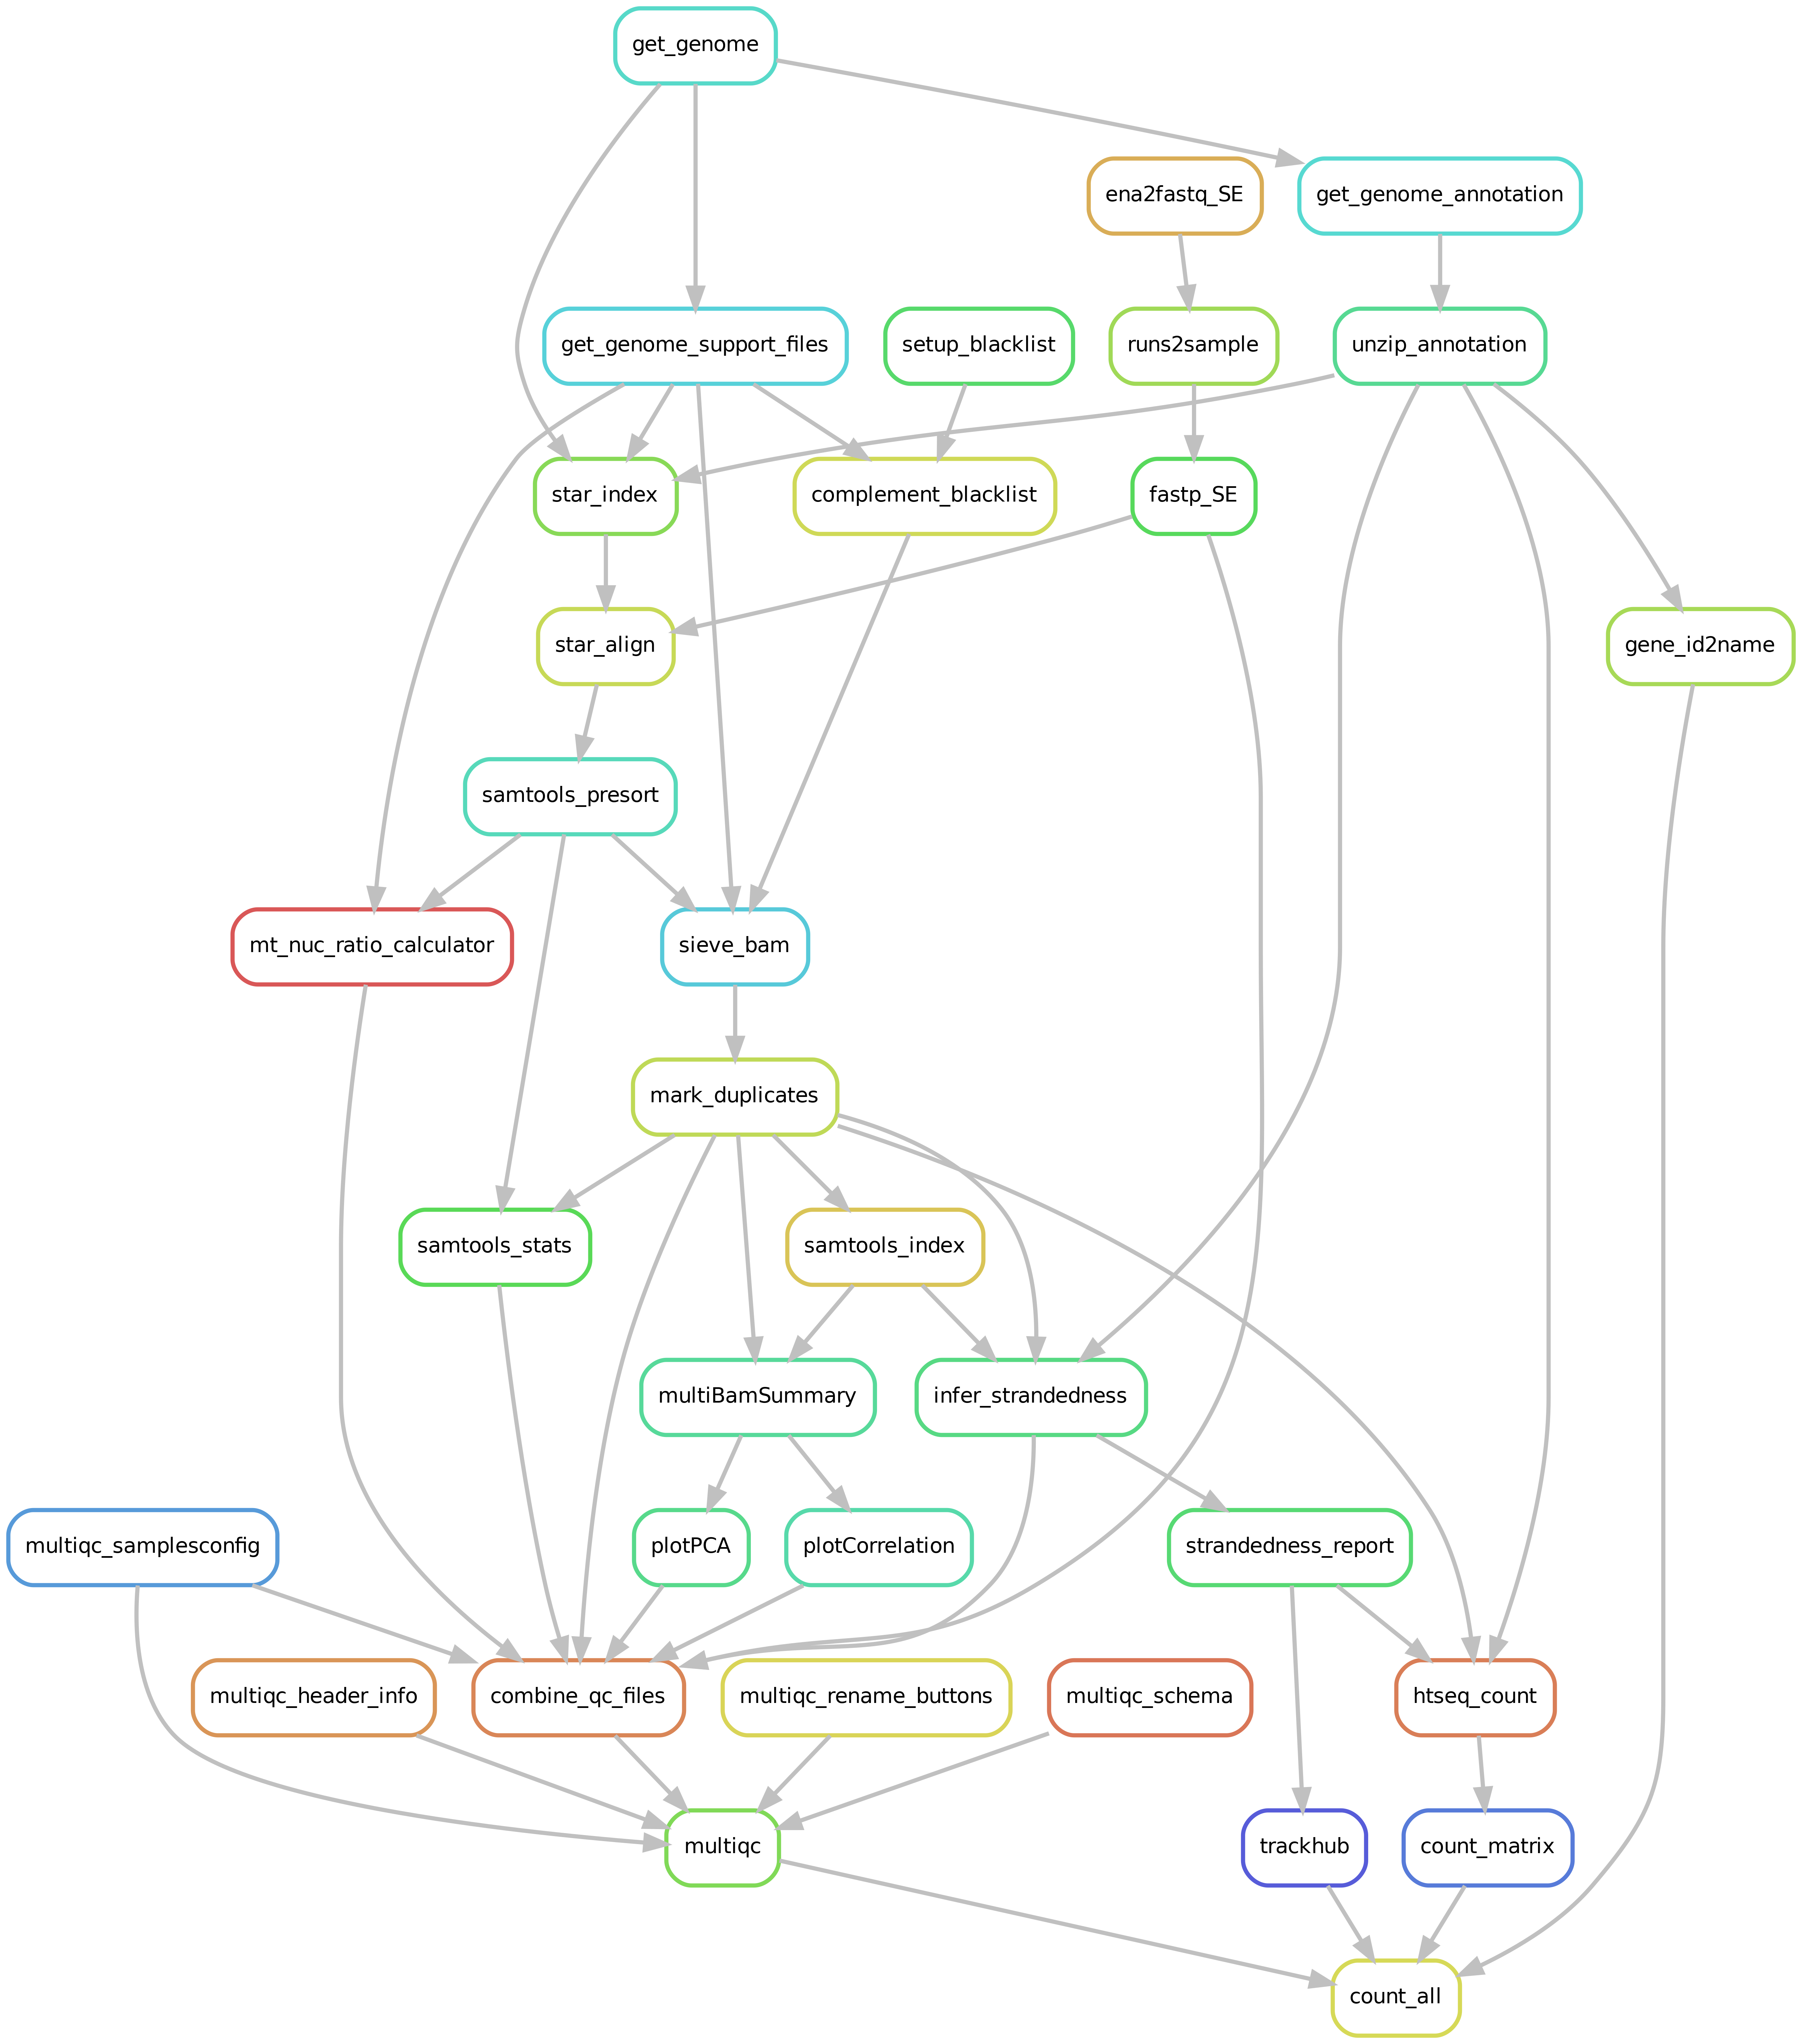 get_genome
ena2fastq_SE
get_genome_annotation
get_genome_support_files
setup_blacklist
runs2sample
unzip_annotation
star_index
complement_blacklist
fastp_SE
star_align
gene_id2name
samtools_presort
mt_nuc_ratio_calculator
sieve_bam
mark_duplicates
samtools_stats
samtools_index
multiBamSummary
infer_strandedness
multiqc_samplesconfig
plotPCA
plotCorrelation
strandedness_report
multiqc_header_info
combine_qc_files
multiqc_rename_buttons
multiqc_schema
htseq_count
multiqc
trackhub
count_matrix
count_all